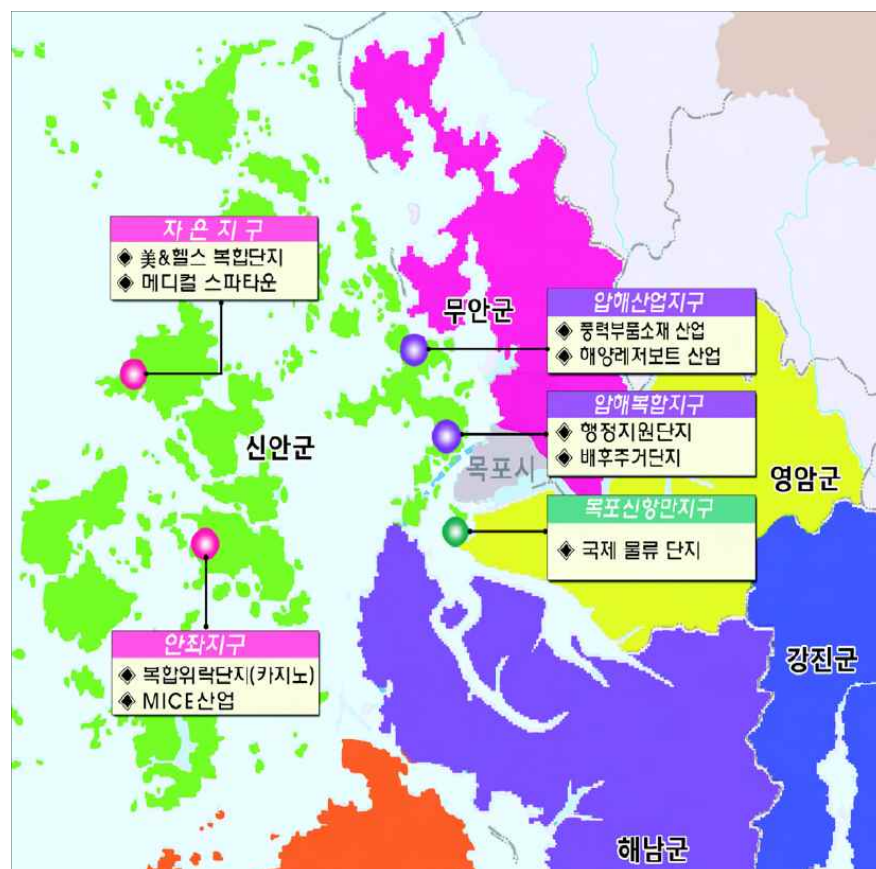 자은지구
◈ 美&헬스 복합단지
◈ 메디컬 스파타운
무안군
압해산업지구
◈ 풍력부품소재 산업
◈ 해양레저보트 산업
압해복합지구
◈ 행정지원단지
◈ 배후주거단지
신안군
목포시
영암군
목포신항만지구
◈ 국제 물류 단지
안좌지구
◈ 복합위락단지(카지노)
◈ MICE산업
강진군
해남군